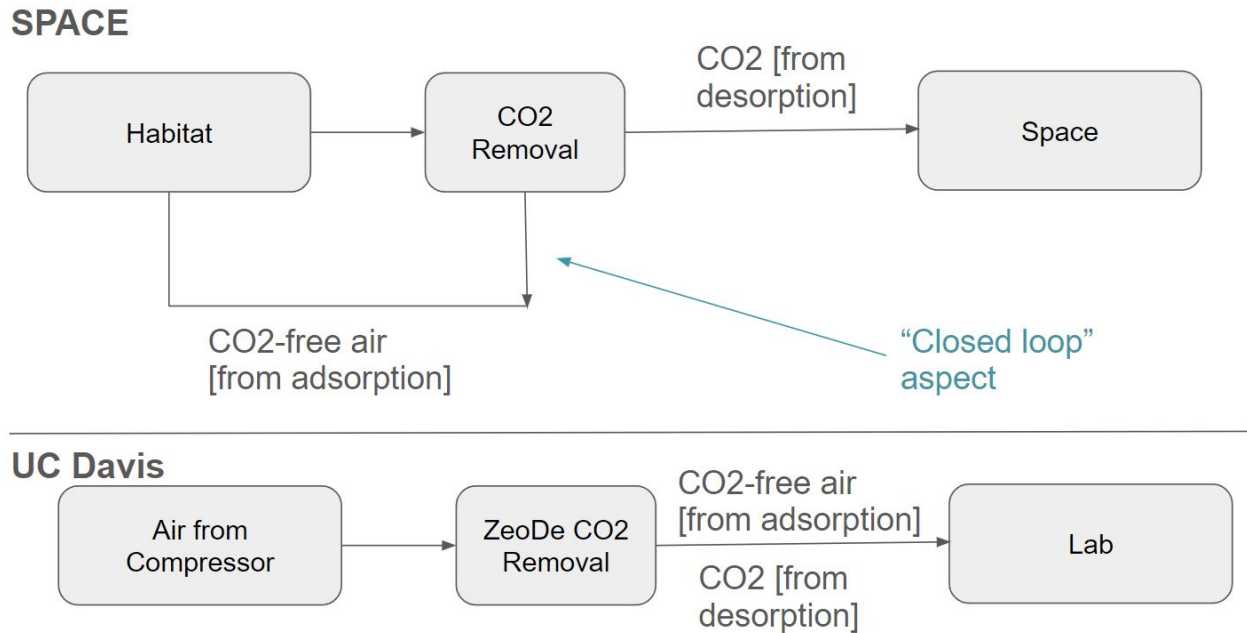 SPACE
CO2 [from
desorption]
Habitat
CO2
Removal
Space
CO2-free air
[from adsorption]
“Closed loop”
aspect
UC Davis
Air from
Compressor
ZeoDe CO2
Removal
CO2-free air
[from adsorption]
CO2 [from
desorption]
Lab